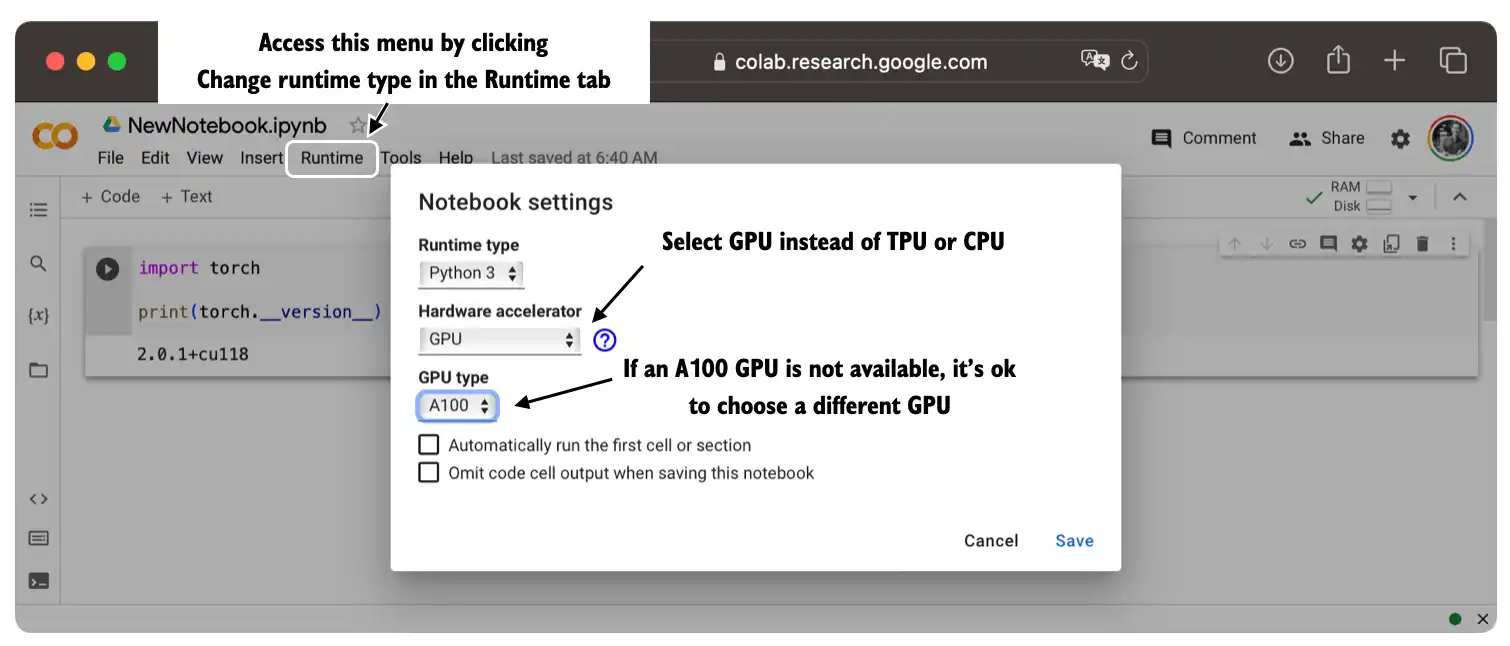 Access this menu by clicking
Change runtime type in the Runtime tab
colab.research.google.com
NewNotebook.ipynb
Comment
Share
File Edit View Insert Runtime Tools Help Last saved at 6:40 AM
+ Code + Text
RAM
Disk
Notebook settings
Runtime type
Select GPU instead of TPU or CPU
Python 3
import torch
print(torch.__version__)
2.0.1+cu118
Hardware accelerator
GPU
?
GPU type
If an A100 GPU is not available, it's ok
to choose a different GPU
A100
Automatically run the first cell or section
Omit code cell output when saving this notebook
Cancel Save
{x}